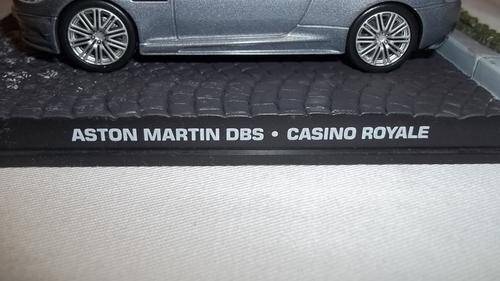 ASTON MARTIN DBS • CASINO ROYALE